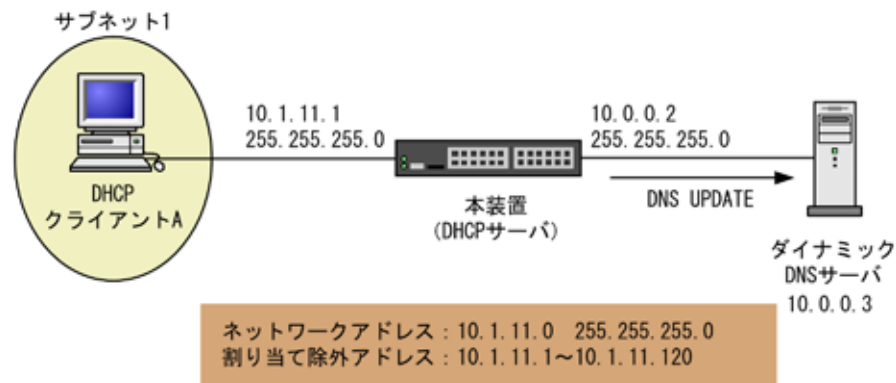 サブネット1
DHCP
クライアントA
10.1.11.1
255.255.255.0
本装置
(DHCPサーバ)
10.0.0.2
255.255.255.0
DNS UPDATE
ダイナミック
DNSサーバ
10.0.0.3
ネットワークアドレス：10.1.11.0 255.255.255.0
割り当て除外アドレス：10.1.11.1～10.1.11.120